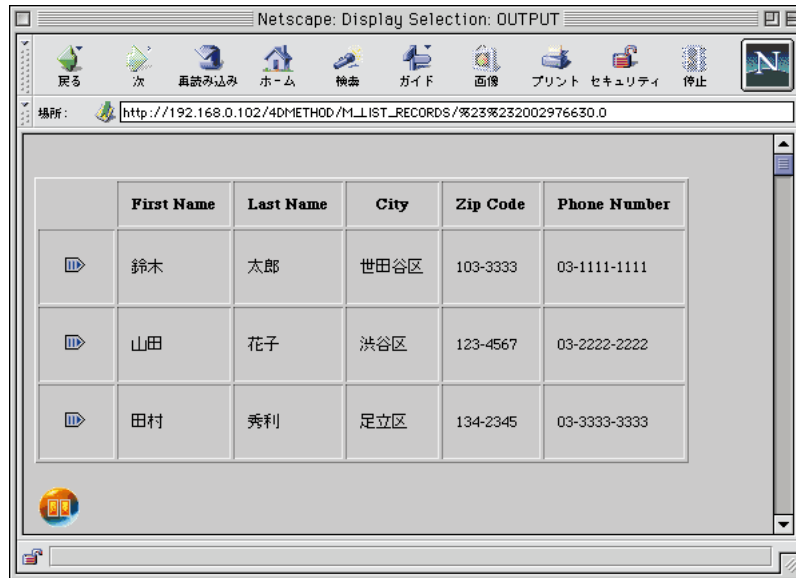 Netscape: Display Selection: OUTPUT
戻る 次 再読み込み ホーム 検索 ガイド 画像 プリント セキュリティ 停止 N
場所: http://192.168.0.102/4DMETHOD/M_LIST_RECORDS/%23%232002976630.0
First Name Last Name City Zip Code Phone Number
鈴木 太郎 世田谷区 103-3333 03-1111-1111
山田 花子 渋谷区 123-4567 03-2222-2222
田村 秀利 足立区 134-2345 03-3333-3333